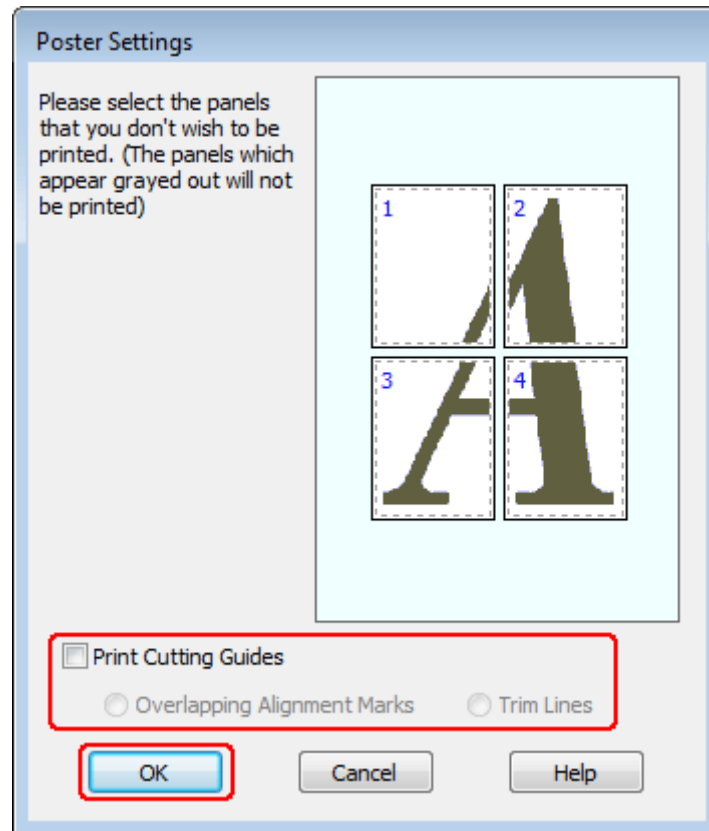 Poster Settings
Please select the panels
that you don't wish to be
printed. (The panels which
appear grayed out will not
be printed)
1
2
3
4
A
Print Cutting Guides
Overlapping Alignment Marks
Trim Lines
OK
Cancel
Help